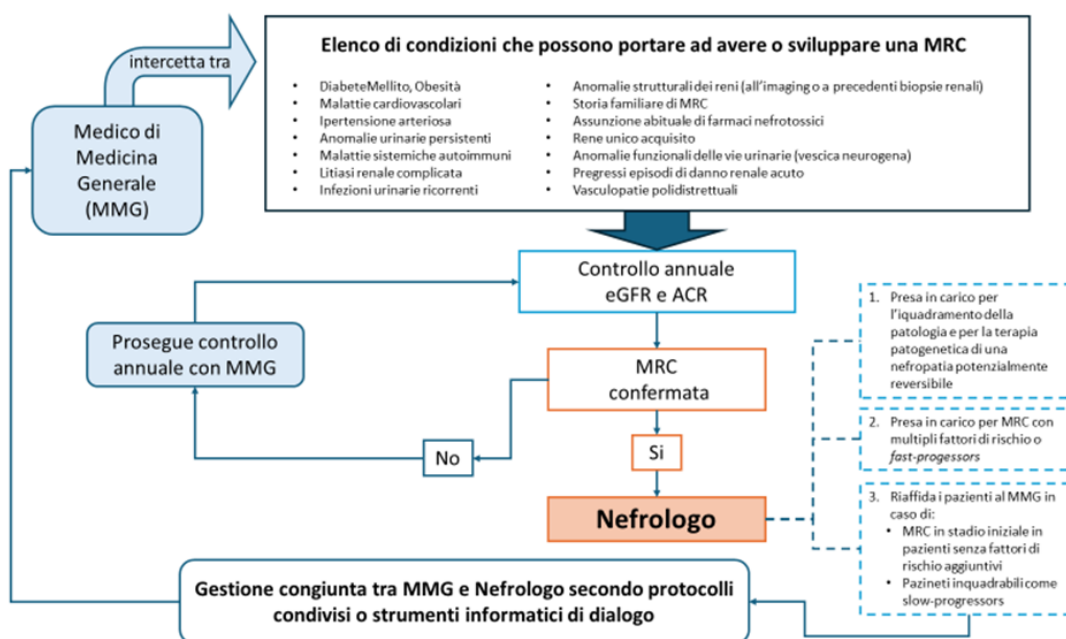 intercetta tra
Medico di
Medicina
Generale
(MMG)
Elenco di condizioni che possono portare ad avere o sviluppare una MRC
• DiabeteMellito, Obesità
• Malattie cardiovascolari
• Ipertensione arteriosa
• Anomalie urinarie persistenti
• Malattie sistemiche autoimmuni
• Litiasi renale complicata
• Infezioni urinarie ricorrenti
• Anomalie strutturali dei reni (all'imaging o a precedenti biopsie renali)
• Storia familiare di MRC
• Assunzione abituale di farmaci nefrotossici
• Rene unico acquisito
• Anomalie funzionali delle vie urinarie (vescica neurogena)
• Pregressi episodi di danno renale acuto
• Vasculopatie polidistrettuali
Controllo annuale
eGFR e ACR
Prosegue controllo
annuale con MMG
MRC
confermata
No
Si
Nefrologo
1. Presa in carico per
l'iquadramento della
patologia e per la terapia
patogenetica di una
nefropatia potenzialmente
reversibile
2. Presa in carico per MRC con
multipli fattori di rischio o
fast-progessors
3. Riaffida i pazienti al MMG in
caso di:
• MRC in stadio iniziale in
pazienti senza fattori di
rischio aggiuntivi
• Pazineti inquadrabili come
slow-progressors
Gestione congiunta tra MMG e Nefrologo secondo protocolli
condivisi o strumenti informatici di dialogo